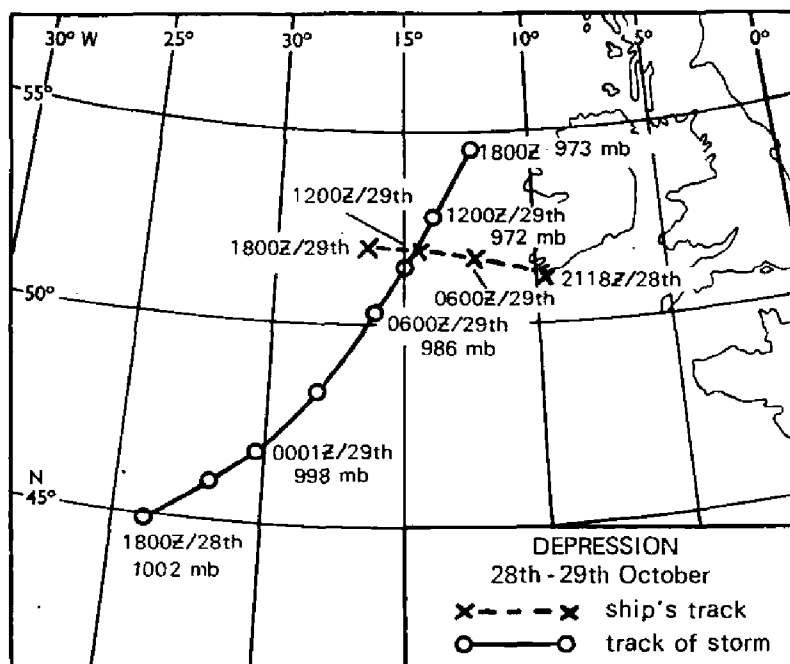 30° W 25° 30° 15° 10° 5° 0°
55°
1800Z 973 mb
1200Z/29th
1200Z/29th
972 mb
1800Z/29th
2118Z/28th
0600Z/29th
50°
0600Z/29th
986 mb
0001Z/29th
998 mb
N
45°
1800Z/28th
1002 mb
DEPRESSION
28th-29th October
ship's track
track of storm